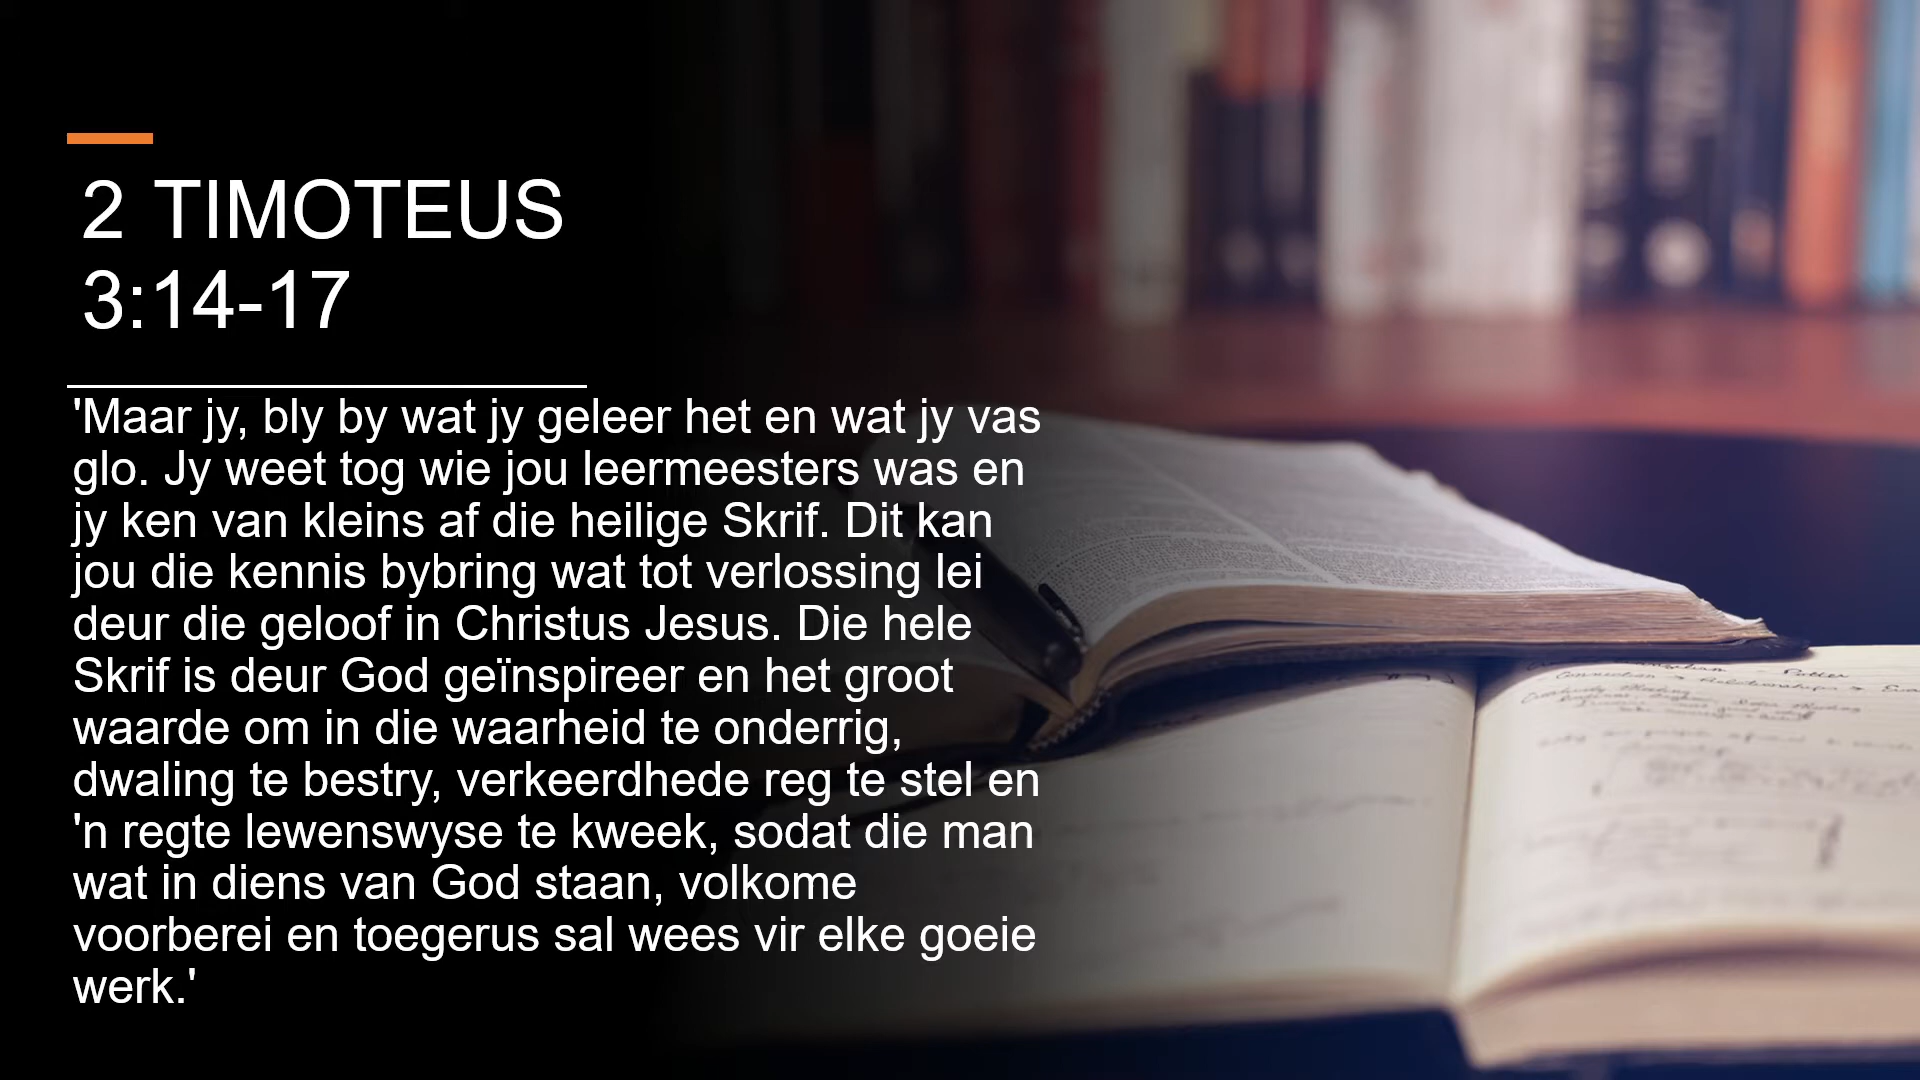 2 TIMOTEUS
3:14-17
'Maar jy, bly by wat jy geleer het en wat jy vas
glo. Jy weet tog wie jou leermeesters was en
jy ken van kleins af die heilige Skrif. Dit kan
jou die kennis bybring wat tot verlossing lei
deur die geloof in Christus Jesus. Die hele
Skrif is deur God geïnspireer en het groot
waarde om in die waarheid te onderrig,
dwaling te bestry, verkeerdhede reg te stel en
'n regte lewenswyse te kweek, sodat die man
wat in diens van God staan, volkome
voorberei en toegerus sal wees vir elke goeie
werk.'